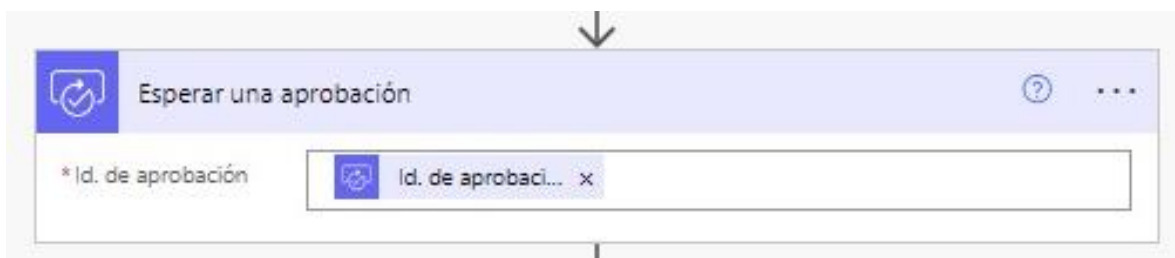 Esperar una aprobación
* Id. de aprobación
Id. de aprobaci... ×